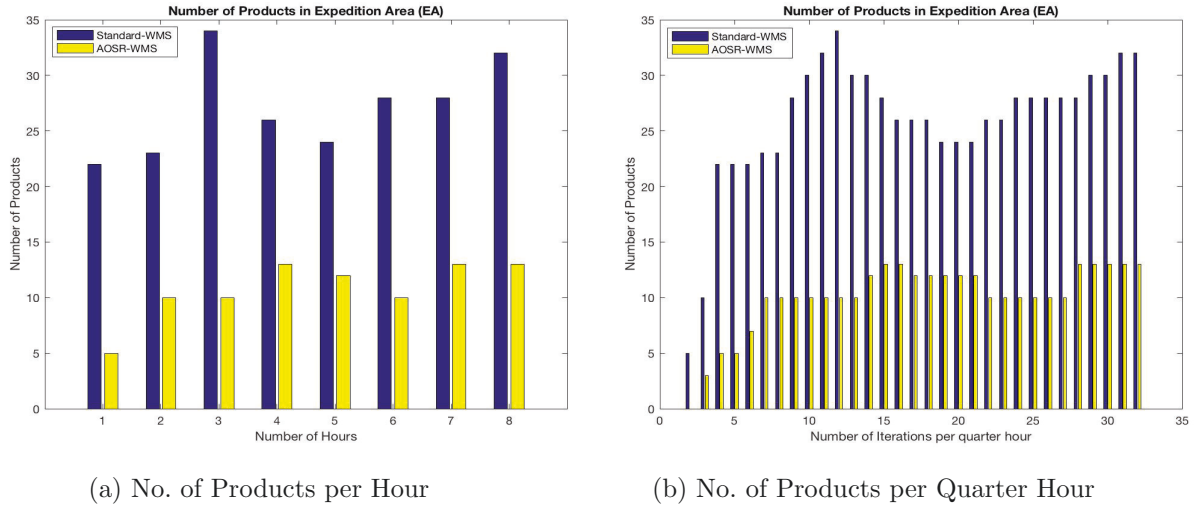 Number of Products in Expedition Area (EA)
35
30
25
20
15
10
5
0
Number of Products
Standard-WMS
AOSR-WMS
1 2 3 4 5 6 7 8
Number of Hours
(a) No. of Products per Hour
Number of Products in Expedition Area (EA)
35
30
25
20
15
10
5
0
Number of Products
Standard-WMS
AOSR-WMS
0 5 10 15 20 25 30 35
Number of Iterations per quarter hour
(b) No. of Products per Quarter Hour